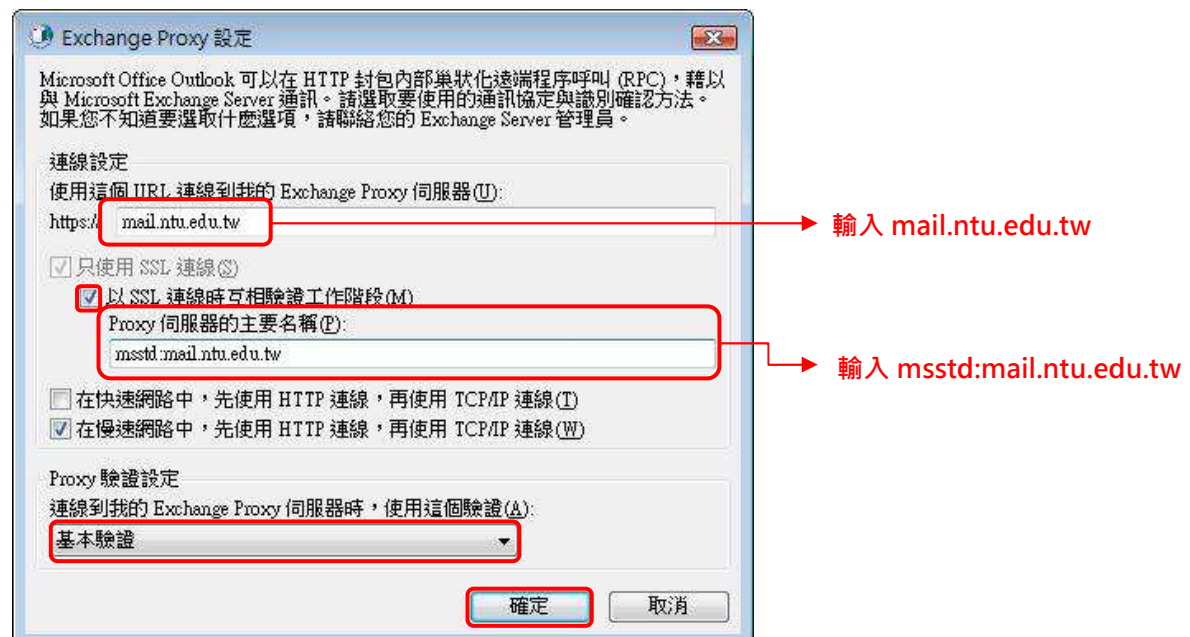 Exchange Proxy 設定
Microsoft Office Outlook 可以在 HTTP 封包內部巢狀化遠端程序呼叫 (RPC)，藉以
與 Microsoft Exchange Server 通訊。請選取要使用的通訊協定與識別確認方法。
如果您不知道要選取什麼選項，請聯絡您的 Exchange Server 管理員。
連線設定
使用這個 URL 連線到我的 Exchange Proxy 伺服器(U):
https:// mail.ntu.edu.tw
輸入 mail.ntu.edu.tw
只使用 SSL 連線(S)
以 SSL 連線時互相驗證工作階段(M)
Proxy 伺服器的主要名稱(P):
msstd:mail.ntu.edu.tw
輸入 msstd:mail.ntu.edu.tw
在快速網路中，先使用 HTTP 連線，再使用 TCP/IP 連線(T)
在慢速網路中，先使用 HTTP 連線，再使用 TCP/IP 連線(W)
Proxy 驗證設定
連線到我的 Exchange Proxy 伺服器時，使用這個驗證(A):
基本驗證
確定 取消